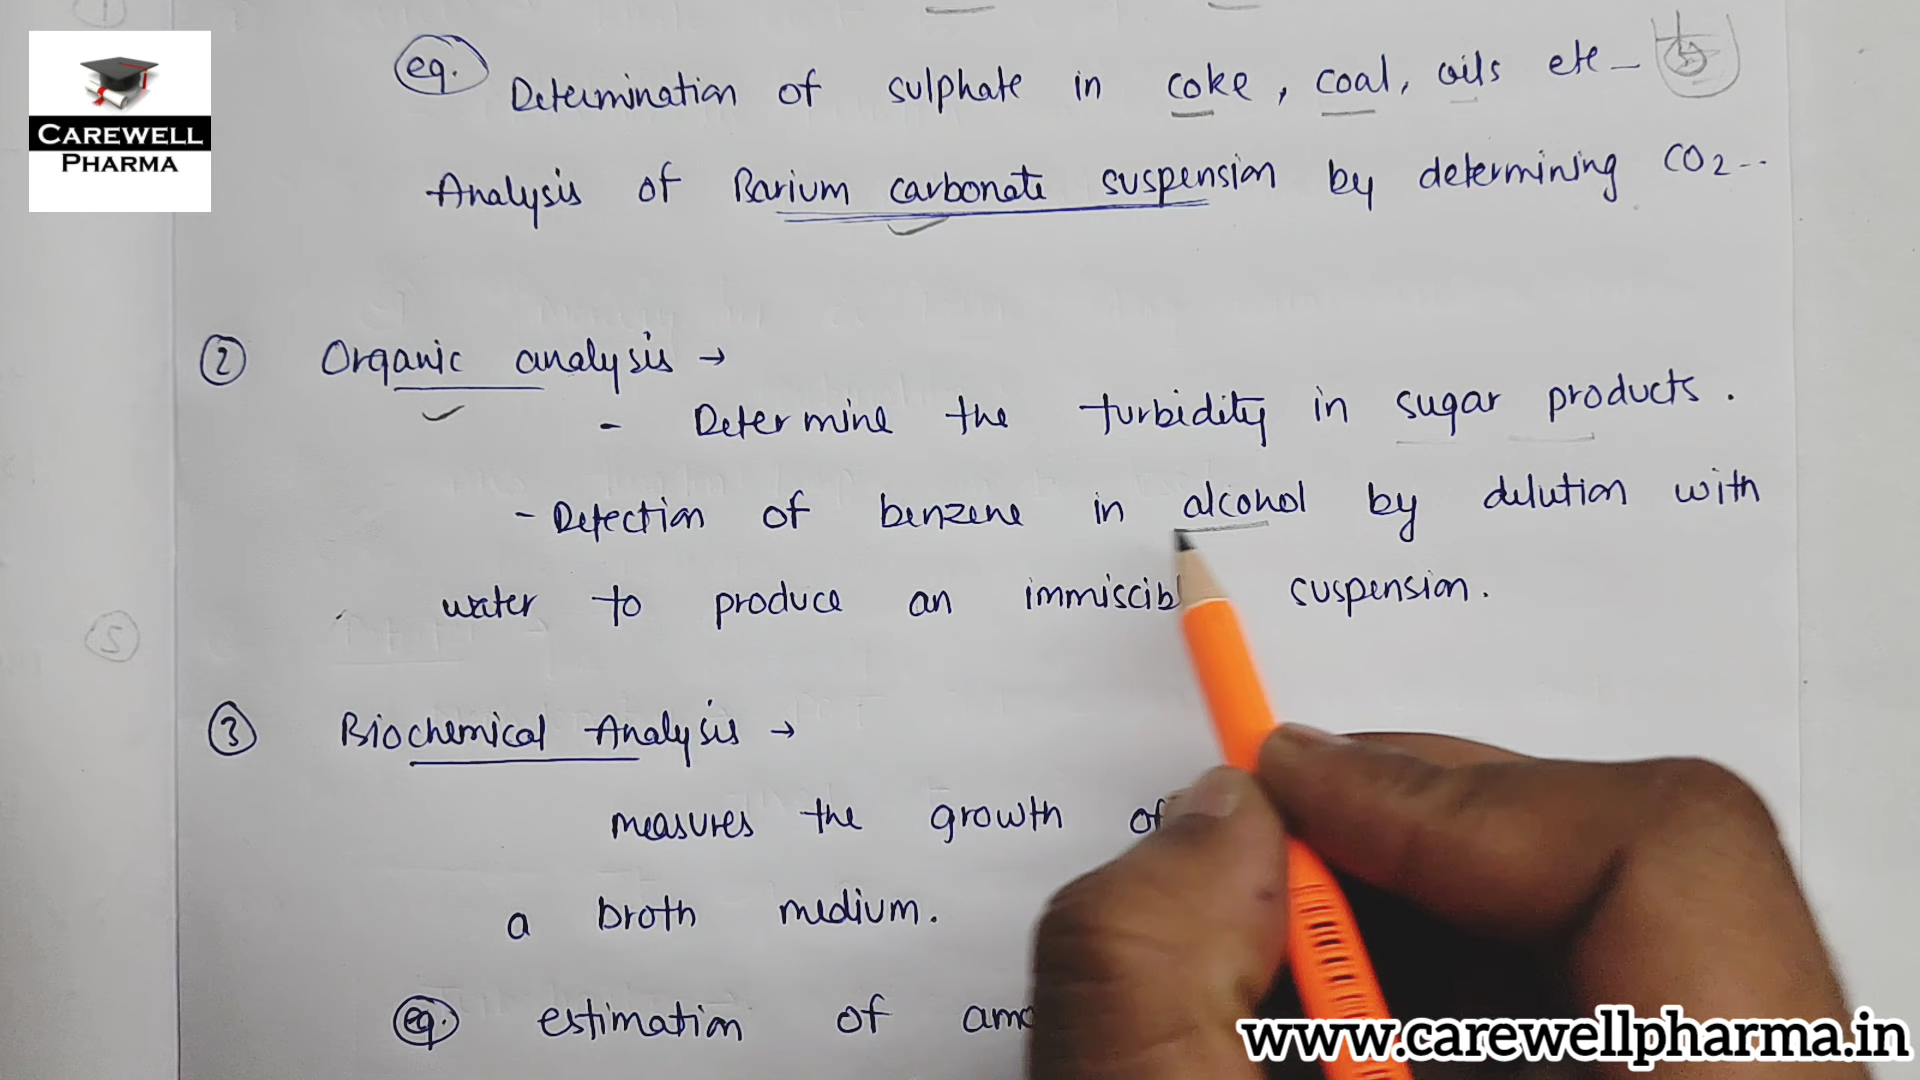 CAREWELL
PHARMA
eg. Determination of sulphate in coke, coal, oils etc-
Analysis of Barium carbonate suspension by determining CO2--
2 Organic analysis →
- Determine the turbidity in sugar products.
- Detection of benzene in alcohol by dilution with
water to produce an suspension.
3 Biochemical Analysis →
measures the growth of
a broth medium.
eg. estimation of
www.carewellpharma.in
5